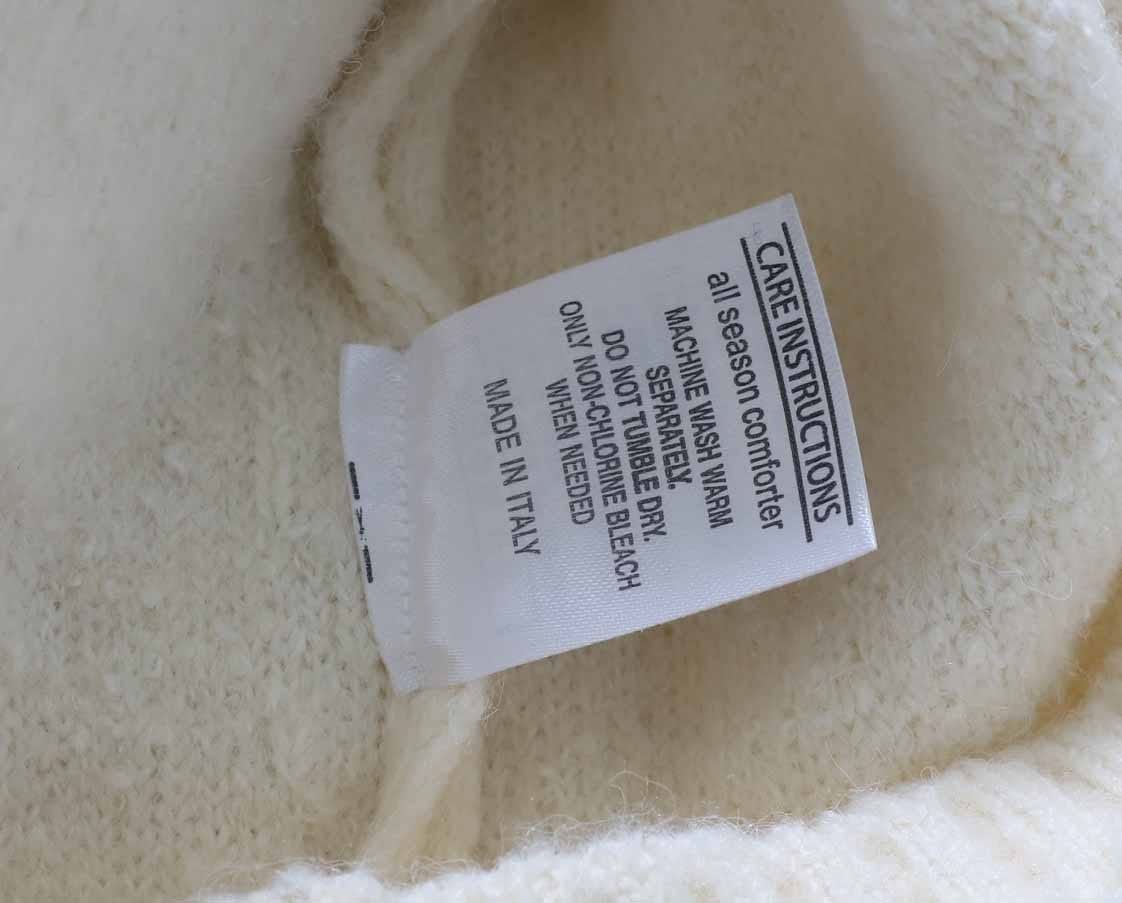 CARE INSTRUCTIONS
all season comforter
MACHINE WASH WARM
SEPARATELY.
DO NOT TUMBLE DRY.
ONLY NON-CHLORINE BLEACH
WHEN NEEDED
MADE IN ITALY